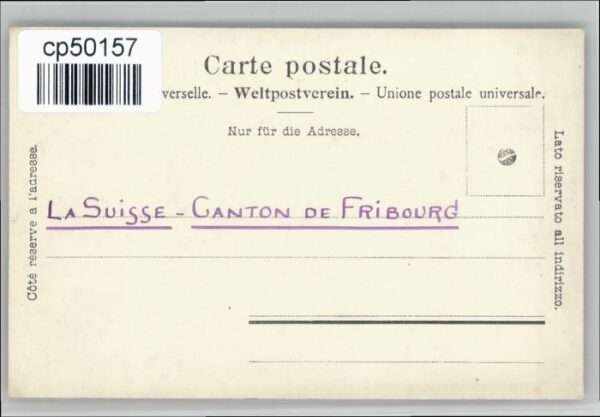 cp50157
Carte postale.
verselle. – Weltpostverein. – Unione postale universale.
Nur für die Adresse.
Côté réserve a l'adresse.
Lato riservato all indirizzo.
LA SUISSE - CANTON DE FRIBOURG